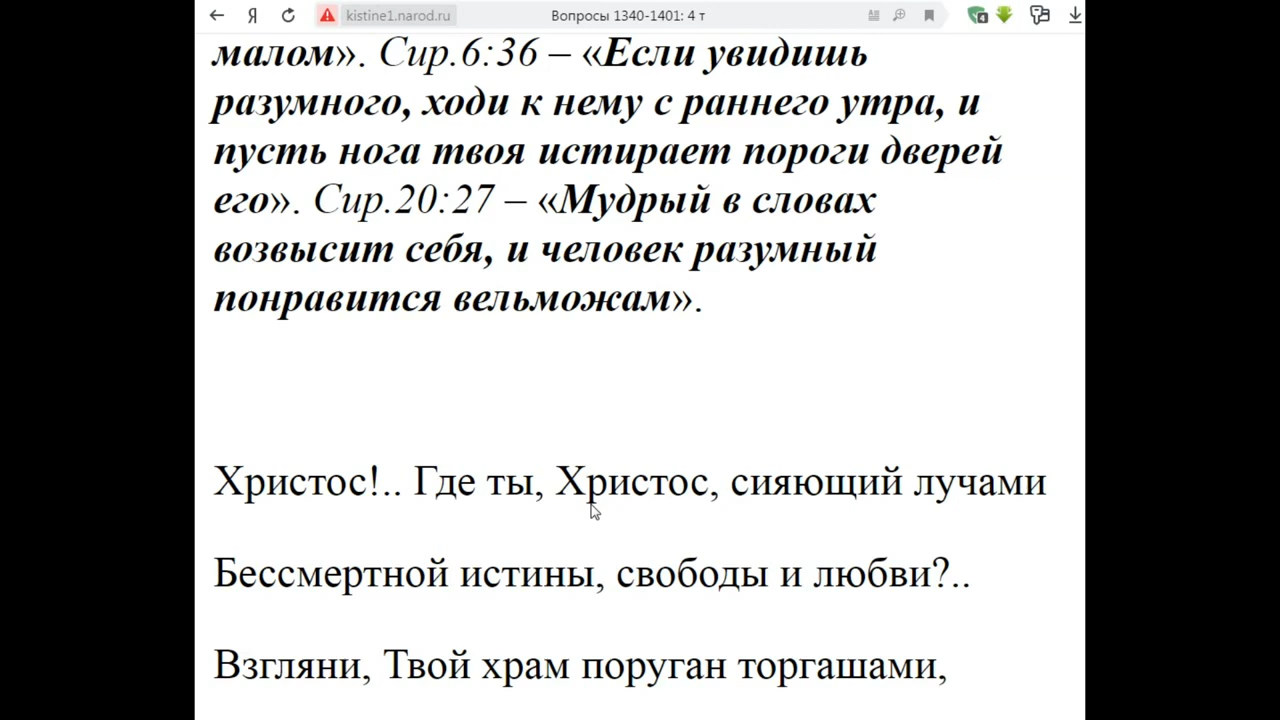 kistine1.narod.ru
Вопросы 1340-1401: 4 т
4
малом». Сир.6:36 – «Если увидишь
разумного, ходи к нему с раннего утра, и
пусть нога твоя истирает пороги дверей
его». Сир.20:27 – «Мудрый в словах
возвысит себя, и человек разумный
понравится вельможам».
Христос!.. Где ты, Христос, сияющий лучами
Бессмертной истины, свободы и любви?..
Взгляни, Твой храм поруган торгашами,